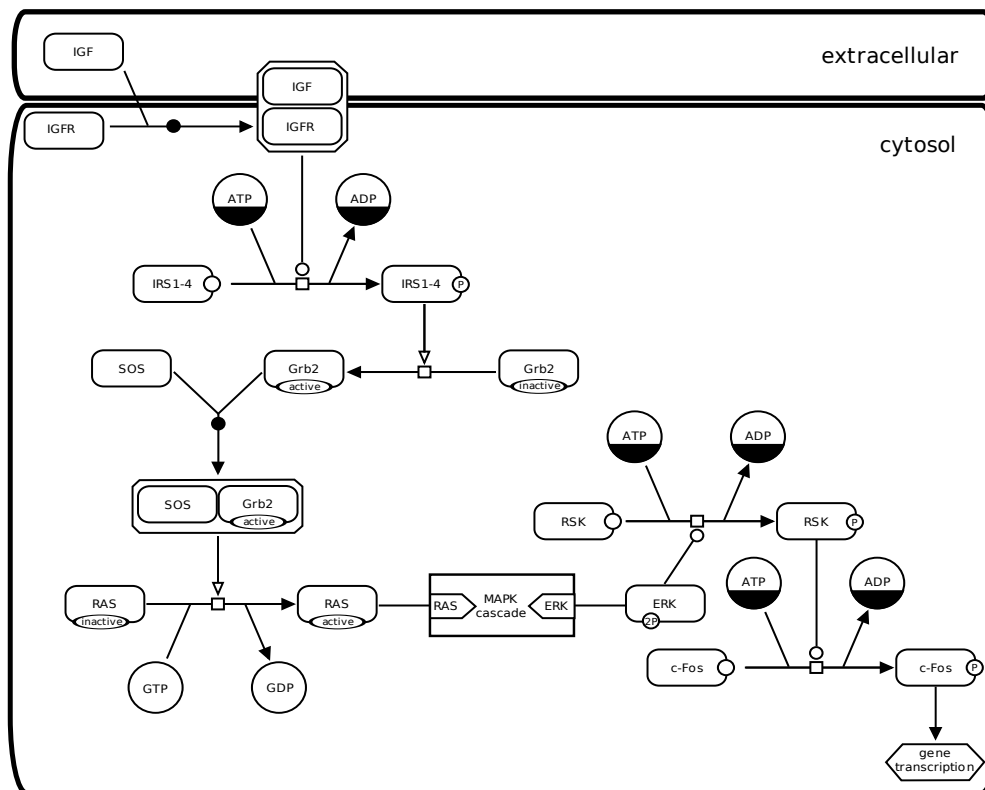 extracellular
IGF
IGF
IGFR
IGFR
cytosol
ATP
ADP
IRS1-4
IRS1-4
P
SOS
Grb2
active
Grb2
inactive
ATP
ADP
SOS
Grb2
active
RSK
RSK
P
RAS
inactive
RAS
active
RAS
MAPK
cascade
ERK
ERK
2P
ATP
ADP
GTP
GDP
c-Fos
c-Fos
P
gene
transcription